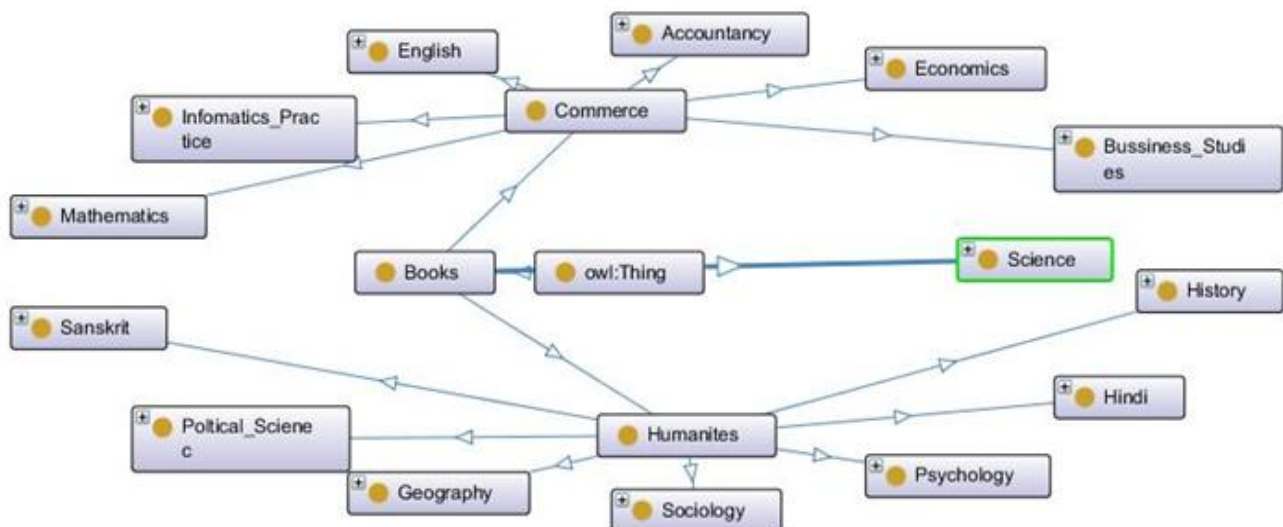 Accountancy
English
Economics
Commerce
Infomatics_Prac
tice
Bussiness_Studi
es
Mathematics
Books
owl:Thing
Science
History
Sanskrit
Hindi
Poltical_Scienc
c
Humanites
Psychology
Geography
Sociology